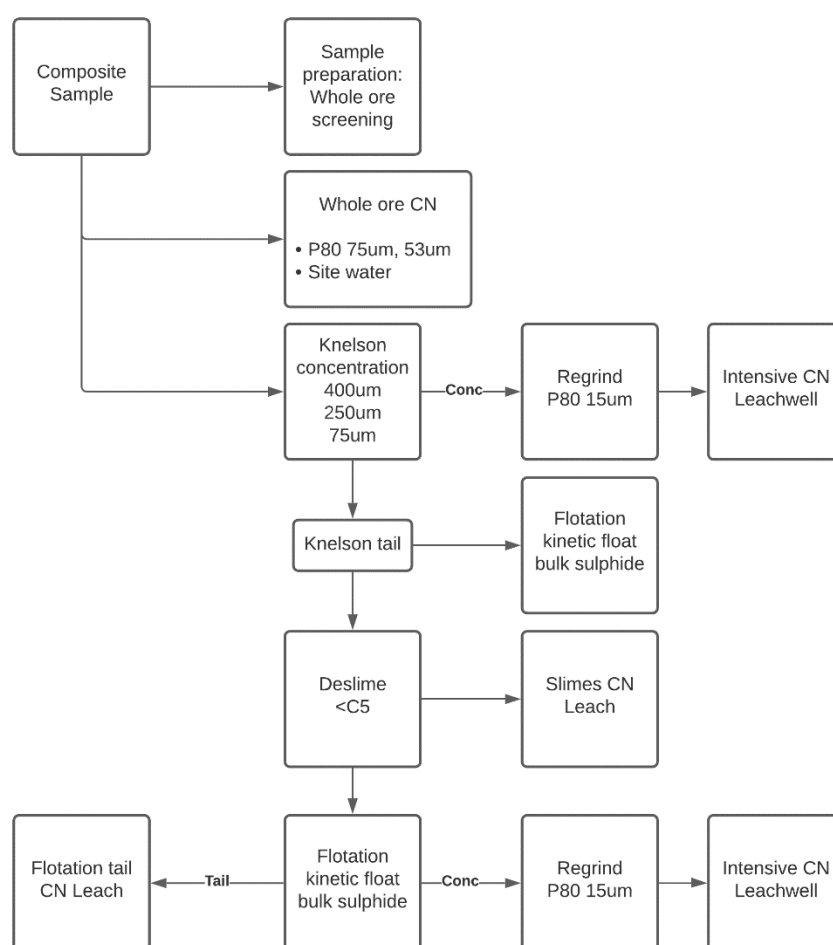 Composite
Sample
Sample
preparation:
Whole ore
screening
Whole ore CN
• P80 75um, 53um
• Site water
Knelson
concentration
400um
250um
75um
Conc
Regrind
P80 15um
Intensive CN
Leachwell
Knelson tail
Flotation
kinetic float
bulk sulphide
Deslime
<C5
Slimes CN
Leach
Flotation tail
CN Leach
Tail
Flotation
kinetic float
bulk sulphide
Conc
Regrind
P80 15um
Intensive CN
Leachwell